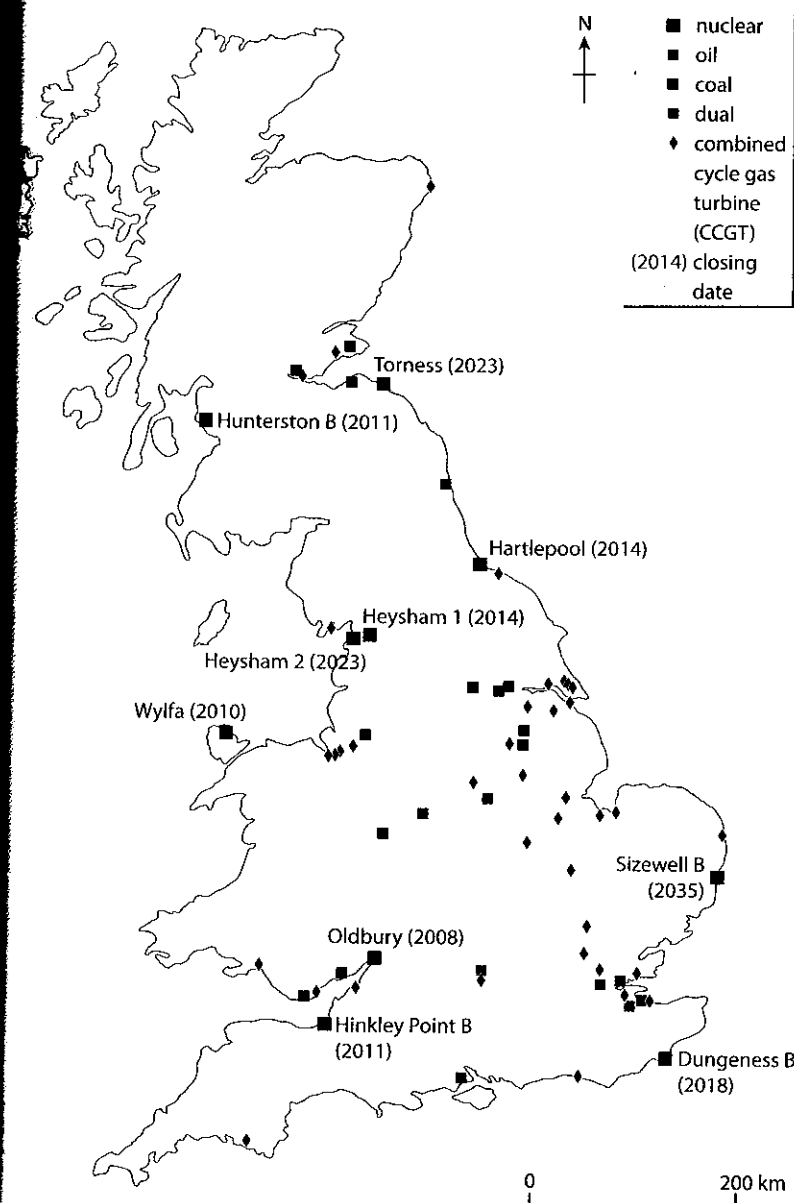 N
nuclear
oil
coal
dual
combined
cycle gas
turbine
(CCGT)
(2014) closing
date
Torness (2023)
Hunterston B (2011)
Hartlepool (2014)
Heysham 1 (2014)
Heysham 2 (2023)
Wylfa (2010)
Sizewell B
(2035)
Oldbury (2008)
Hinkley Point B
(2011)
Dungeness B
(2018)
0
200 km